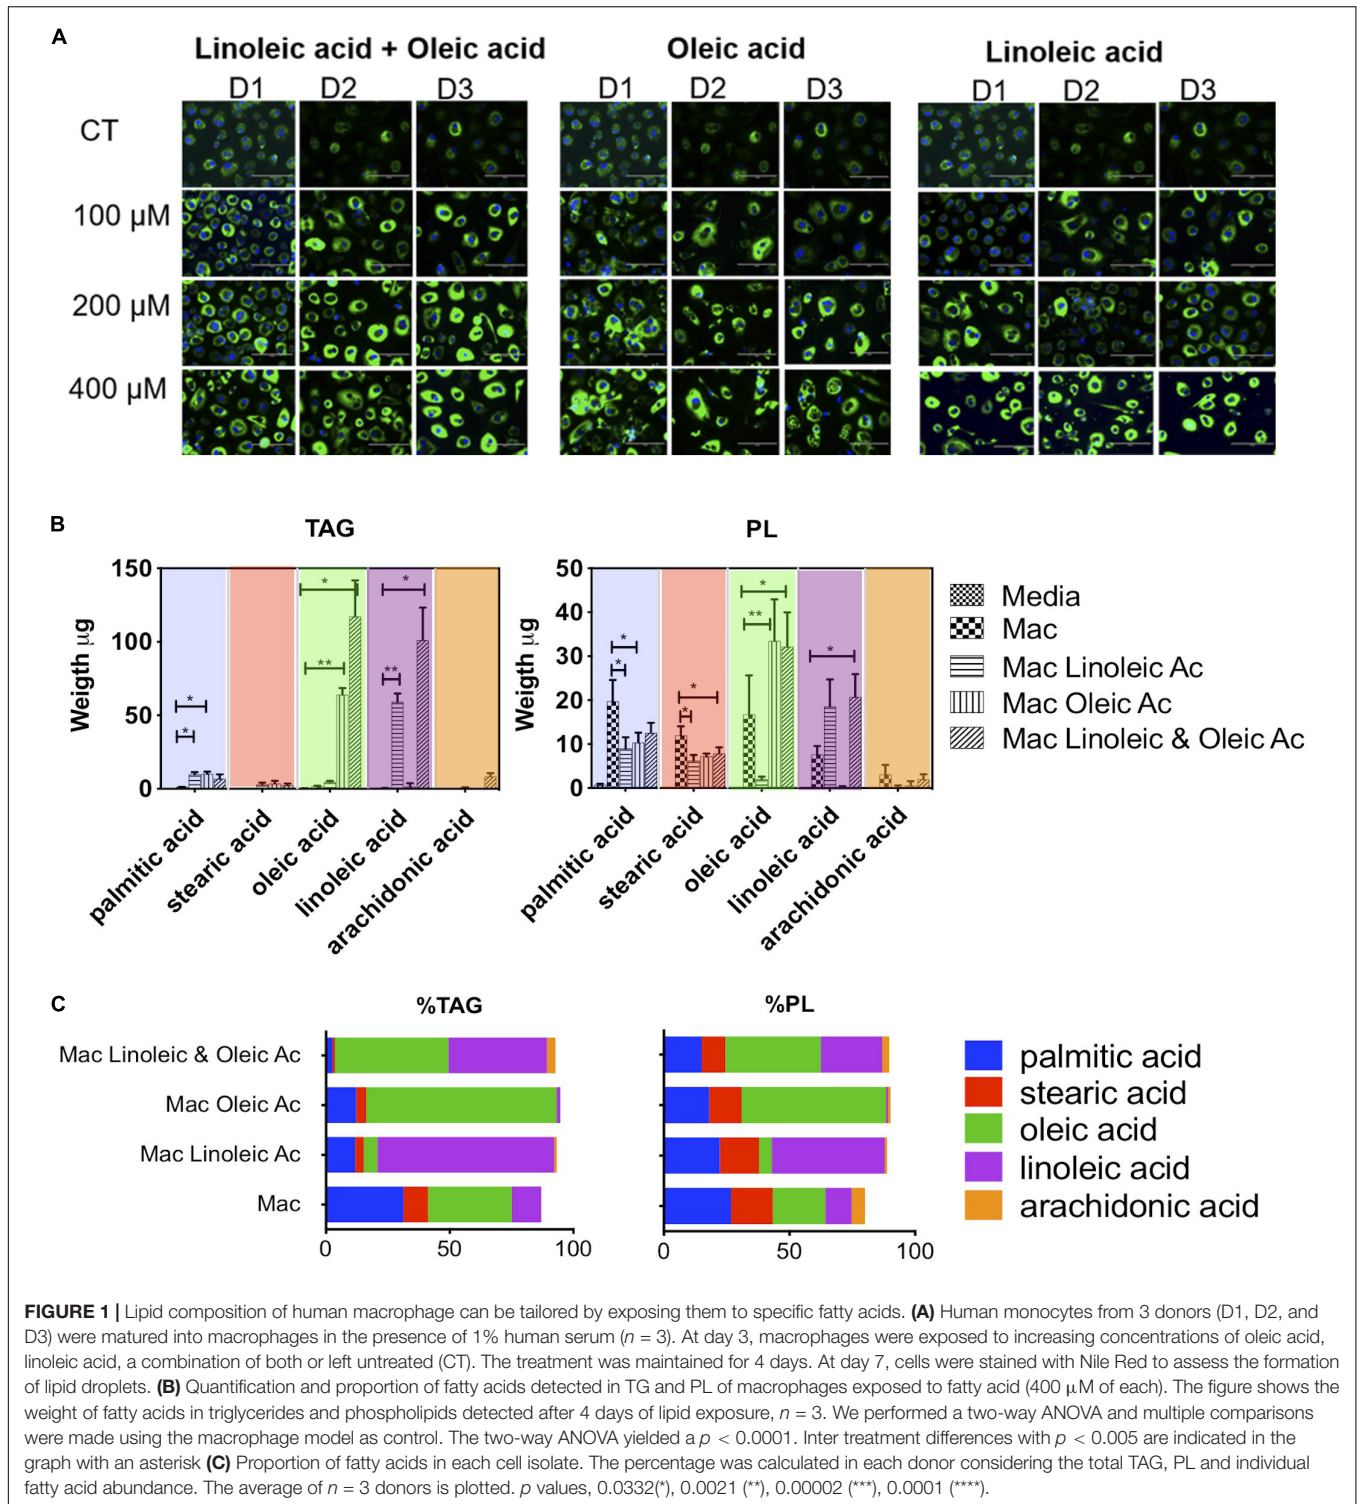 A
Linoleic acid + Oleic acid
Oleic acid
Linoleic acid
D1 D2 D3 D1 D2 D3 D1 D2 D3
CT
100 µM
200 µM
400 µM
B
TAG
PL
Weigth µg
150
100
50
0
* * ** * ** *
palmitic acid
stearic acid
oleic acid
linoleic acid
arachidonic acid
Weigth µg
50
40
30
20
10
0
* * * * ** * *
palmitic acid
stearic acid
oleic acid
linoleic acid
arachidonic acid
Media
Mac
Mac Linoleic Ac
Mac Oleic Ac
Mac Linoleic & Oleic Ac
C
%TAG
%PL
Mac Linoleic & Oleic Ac
Mac Oleic Ac
Mac Linoleic Ac
Mac
0 50 100
0 50 100
palmitic acid
stearic acid
oleic acid
linoleic acid
arachidonic acid
FIGURE 1 | Lipid composition of human macrophage can be tailored by exposing them to specific fatty acids. (A) Human monocytes from 3 donors (D1, D2, and
D3) were matured into macrophages in the presence of 1% human serum (n = 3). At day 3, macrophages were exposed to increasing concentrations of oleic acid,
linoleic acid, a combination of both or left untreated (CT). The treatment was maintained for 4 days. At day 7, cells were stained with Nile Red to assess the formation
of lipid droplets. (B) Quantification and proportion of fatty acids detected in TG and PL of macrophages exposed to fatty acid (400 µM of each). The figure shows the
weight of fatty acids in triglycerides and phospholipids detected after 4 days of lipid exposure, n = 3. We performed a two-way ANOVA and multiple comparisons
were made using the macrophage model as control. The two-way ANOVA yielded a p < 0.0001. Inter treatment differences with p < 0.005 are indicated in the
graph with an asterisk (C) Proportion of fatty acids in each cell isolate. The percentage was calculated in each donor considering the total TAG, PL and individual
fatty acid abundance. The average of n = 3 donors is plotted. p values, 0.0332(*), 0.0021 (**), 0.00002 (***), 0.0001 (****).